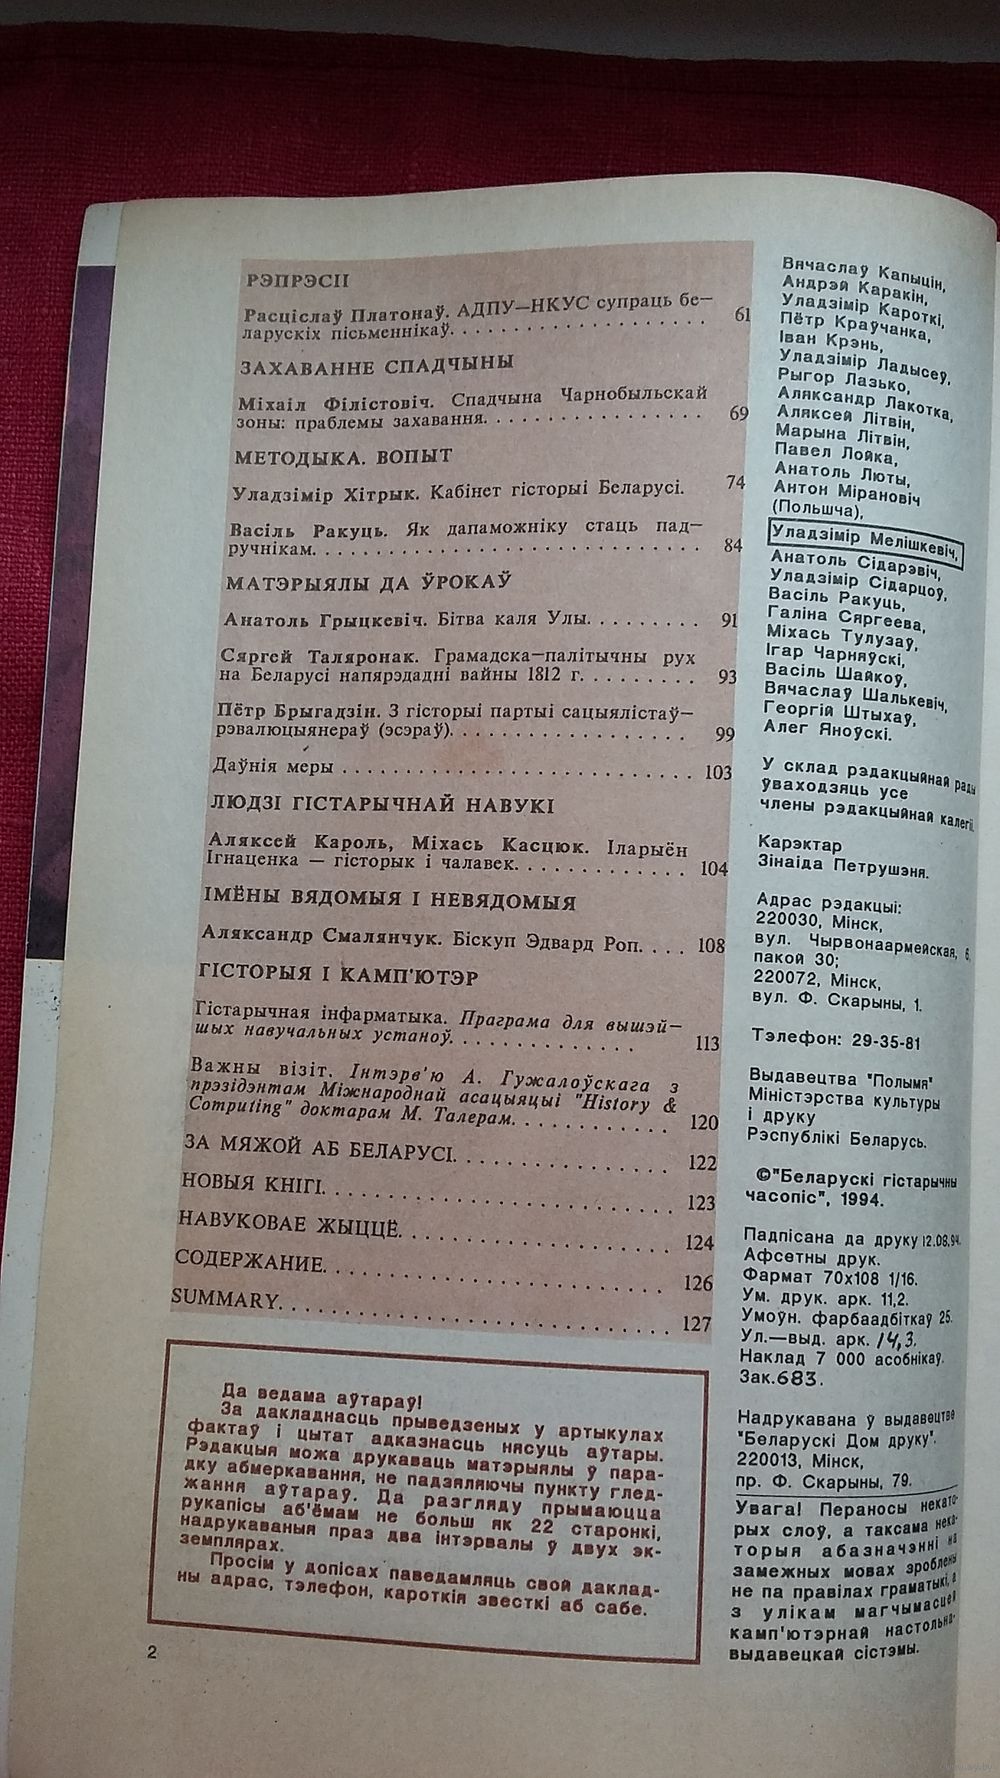 РЭПРЭСІІ
Расціслаў Платонаў. АДПУ—НКУС супраць бе—
ларускіх пісьменнікаў. . . . . . . . . . . . . . . . . . . . 61
ЗАХАВАННЕ СПАДЧЫНЫ
Міхаіл Філістовіч. Спадчына Чарнобыльскай
зоны: праблемы захавання. . . . . . . . . . . . . . . . . 69
МЕТОДЫКА. ВОПЫТ
Уладзімір Хітрык. Кабінет гісторыі Беларусі. 74
Васіль Ракуць. Як дапаможніку стаць пад—
ручнікам. . . . . . . . . . . . . . . . . . . . . . . . . . . . . 84
МАТЭРЫЯЛЫ ДА ЎРОКАЎ
Анатоль Грыцкевіч. Бітва каля Улы. . . . . . . . . 91
Сяргей Таляронак. Грамадска—палітычны рух
на Беларусі напярэдадні вайны 1812 г. . . . . . . . . 93
Пётр Брыгадзін. З гісторыі партыі сацыялістаў—
рэвалюцыянераў (эсэраў). . . . . . . . . . . . . . . . . 99
Даўнія меры . . . . . . . . . . . . . . . . . . . . . . . . . . . 103
ЛЮДЗІ ГІСТАРЫЧНАЙ НАВУКІ
Аляксей Кароль, Міхась Касцюк. Іларыён
Ігнаценка — гісторык і чалавек. . . . . . . . . . . . . 104
ІМЁНЫ ВЯДОМЫЯ І НЕВЯДОМЫЯ
Аляксандр Смалянчук. Біскуп Эдвард Роп. . . . 108
ГІСТОРЫЯ І КАМП'ЮТЭР
Гістарычная інфарматыка. Праграма для вышэй—
шых навучальных устаноў. . . . . . . . . . . . . . 113
Важны візіт. Інтэрв'ю А. Гужалоўскага з
прэзідэнтам Міжнароднай асацыяцыі "History &
Computing" доктарам М. Талерам. . . . . . . . . . . . 120
ЗА МЯЖОЙ АБ БЕЛАРУСІ. . . . . . . . . . . . . . . . 122
НОВЫЯ КНІГІ. . . . . . . . . . . . . . . . . . . . . . . . . . . 123
НАВУКОВАЕ ЖЫЦЦЁ. . . . . . . . . . . . . . . . . . . . . 124
СОДЕРЖАНИЕ. . . . . . . . . . . . . . . . . . . . . . . . . . 126
SUMMARY. . . . . . . . . . . . . . . . . . . . . . . . . . . . . . 127
Да ведама аўтараў!
За дакладнасць прыведзеных у артыкулах
фактаў і цытат адказнасць нясуць аўтары.
Рэдакцыя можа друкаваць матэрыялы ў пара-
дку абмеркавання, не падзяляючы пункту глед-
жання аўтараў. Да разгляду прымаюцца
рукапісы аб'ёмам не больш як 22 старонкі,
надрукаваныя праз два інтэрвалы ў двух эк-
земплярах.
Просім у допісах паведамляць свой даклад-
ны адрас, тэлефон, кароткія звесткі аб сабе.
2
Вячаслаў Капыцін,
Андрэй Каракін,
Уладзімір Кароткі,
Пётр Краўчанка,
Іван Крэнь,
Уладзімір Ладысеў,
Рыгор Лазько,
Аляксандр Лакотка,
Аляксей Літвін,
Марына Літвін,
Павел Лойка,
Анатоль Люты,
Антон Мірановіч
(Польшча),
Уладзімір Мелішкевіч,
Анатоль Сідарэвіч,
Уладзімір Сідарцоў,
Васіль Ракуць,
Галіна Сяргеева,
Міхась Тулузаў,
Ігар Чарняўскі,
Васіль Шайкоў,
Вячаслаў Шалькевіч,
Георгій Штыхаў,
Алег Яноўскі.
У склад рэдакцыйнай рады
ўваходзяць усе
члены рэдакцыйнай калегіі.
Карэктар
Зінаіда Петрушэня.
Адрас рэдакцыі:
220030, Мінск,
вул. Чырвонаармейская, 6,
пакой 30;
220072, Мінск,
вул. Ф. Скарыны, 1.
Тэлефон: 29-35-81
Выдавецтва "Полымя"
Міністэрства культуры
і друку
Рэспублікі Беларусь.
©"Беларускі гістарычны
часопіс", 1994.
Падпісана да друку 12.08.94.
Афсетны друк.
Фармат 70х108 1/16.
Ум. друк. арк. 11,2.
Умоўн. фарбаадбіткаў 25.
Ул.—выд. арк. 14,3.
Наклад 7 000 асобнікаў.
Зак.683.
Надрукавана ў выдавецтве
"Беларускі Дом друку".
220013, Мінск,
пр. Ф. Скарыны, 79.
Увага! Пераносы некато-
рых слоў, а таксама нека-
торыя абазначэнні на
замежных мовах зроблены
не па правілах граматыкі, а
з улікам магчымасцей
камп'ютэрнай настольна-
выдавецкай сістэмы.